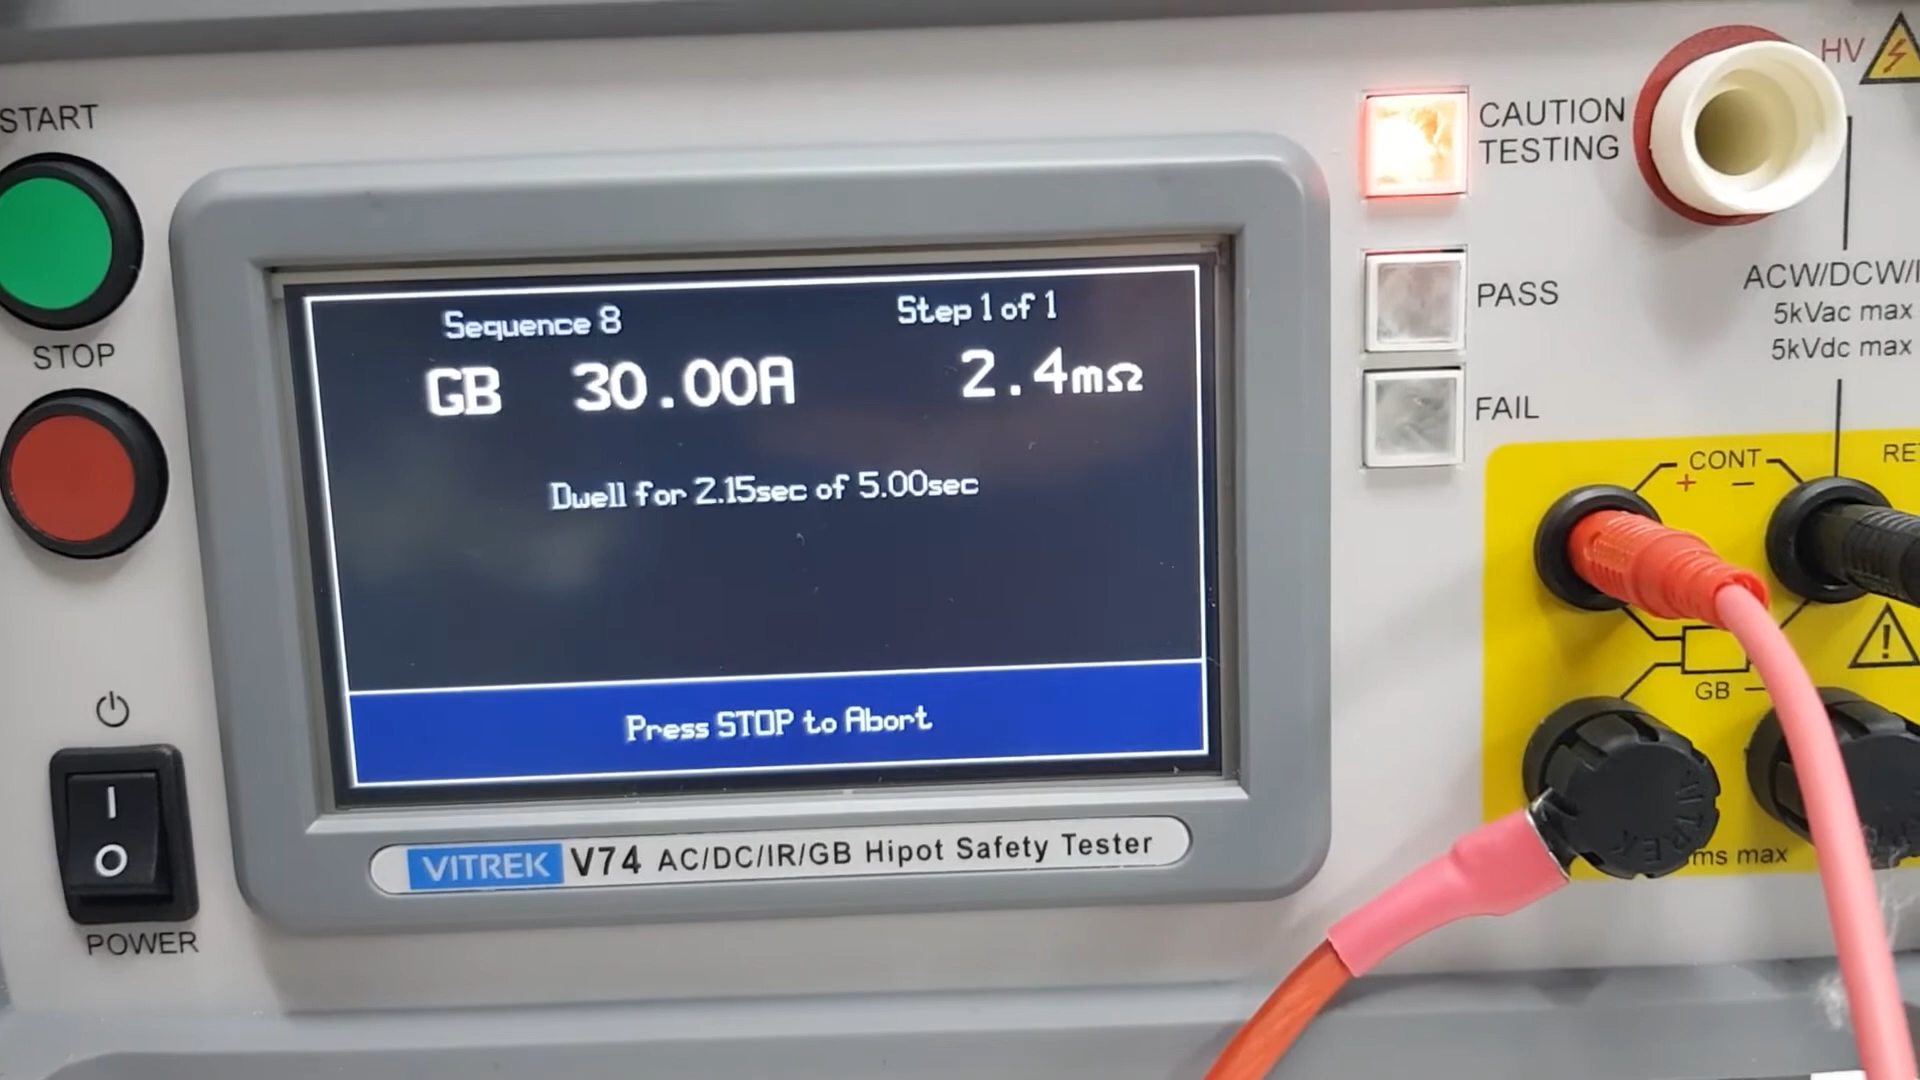 START
STOP
POWER
Sequence 8
Step 1 of 1
GB 30.00A 2.4mΩ
Dwell for 2.15sec of 5.00sec
Press STOP to Abort
VITREK V74 AC/DC/IR/GB Hipot Safety Tester
CAUTION
TESTING
PASS
FAIL
HV
ACW/DCW/I
5kVac max
5kVdc max
CONT
+ −
RE
GB
ms max
VITREK